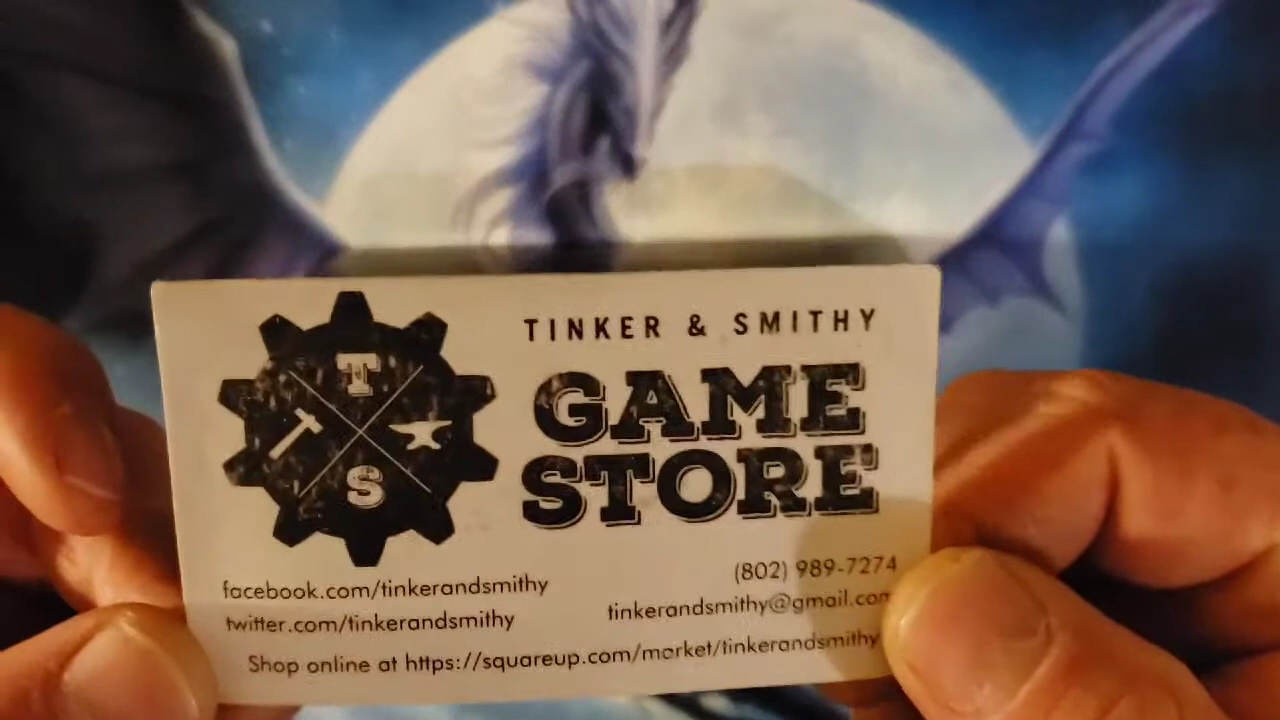 T
S
TINKER & SMITHY
GAME
STORE
facebook.com/tinkerandsmithy
twitter.com/tinkerandsmithy
(802) 989-7274
tinkerandsmithy@gmail.com
Shop online at https://squareup.com/market/tinkerandsmithy